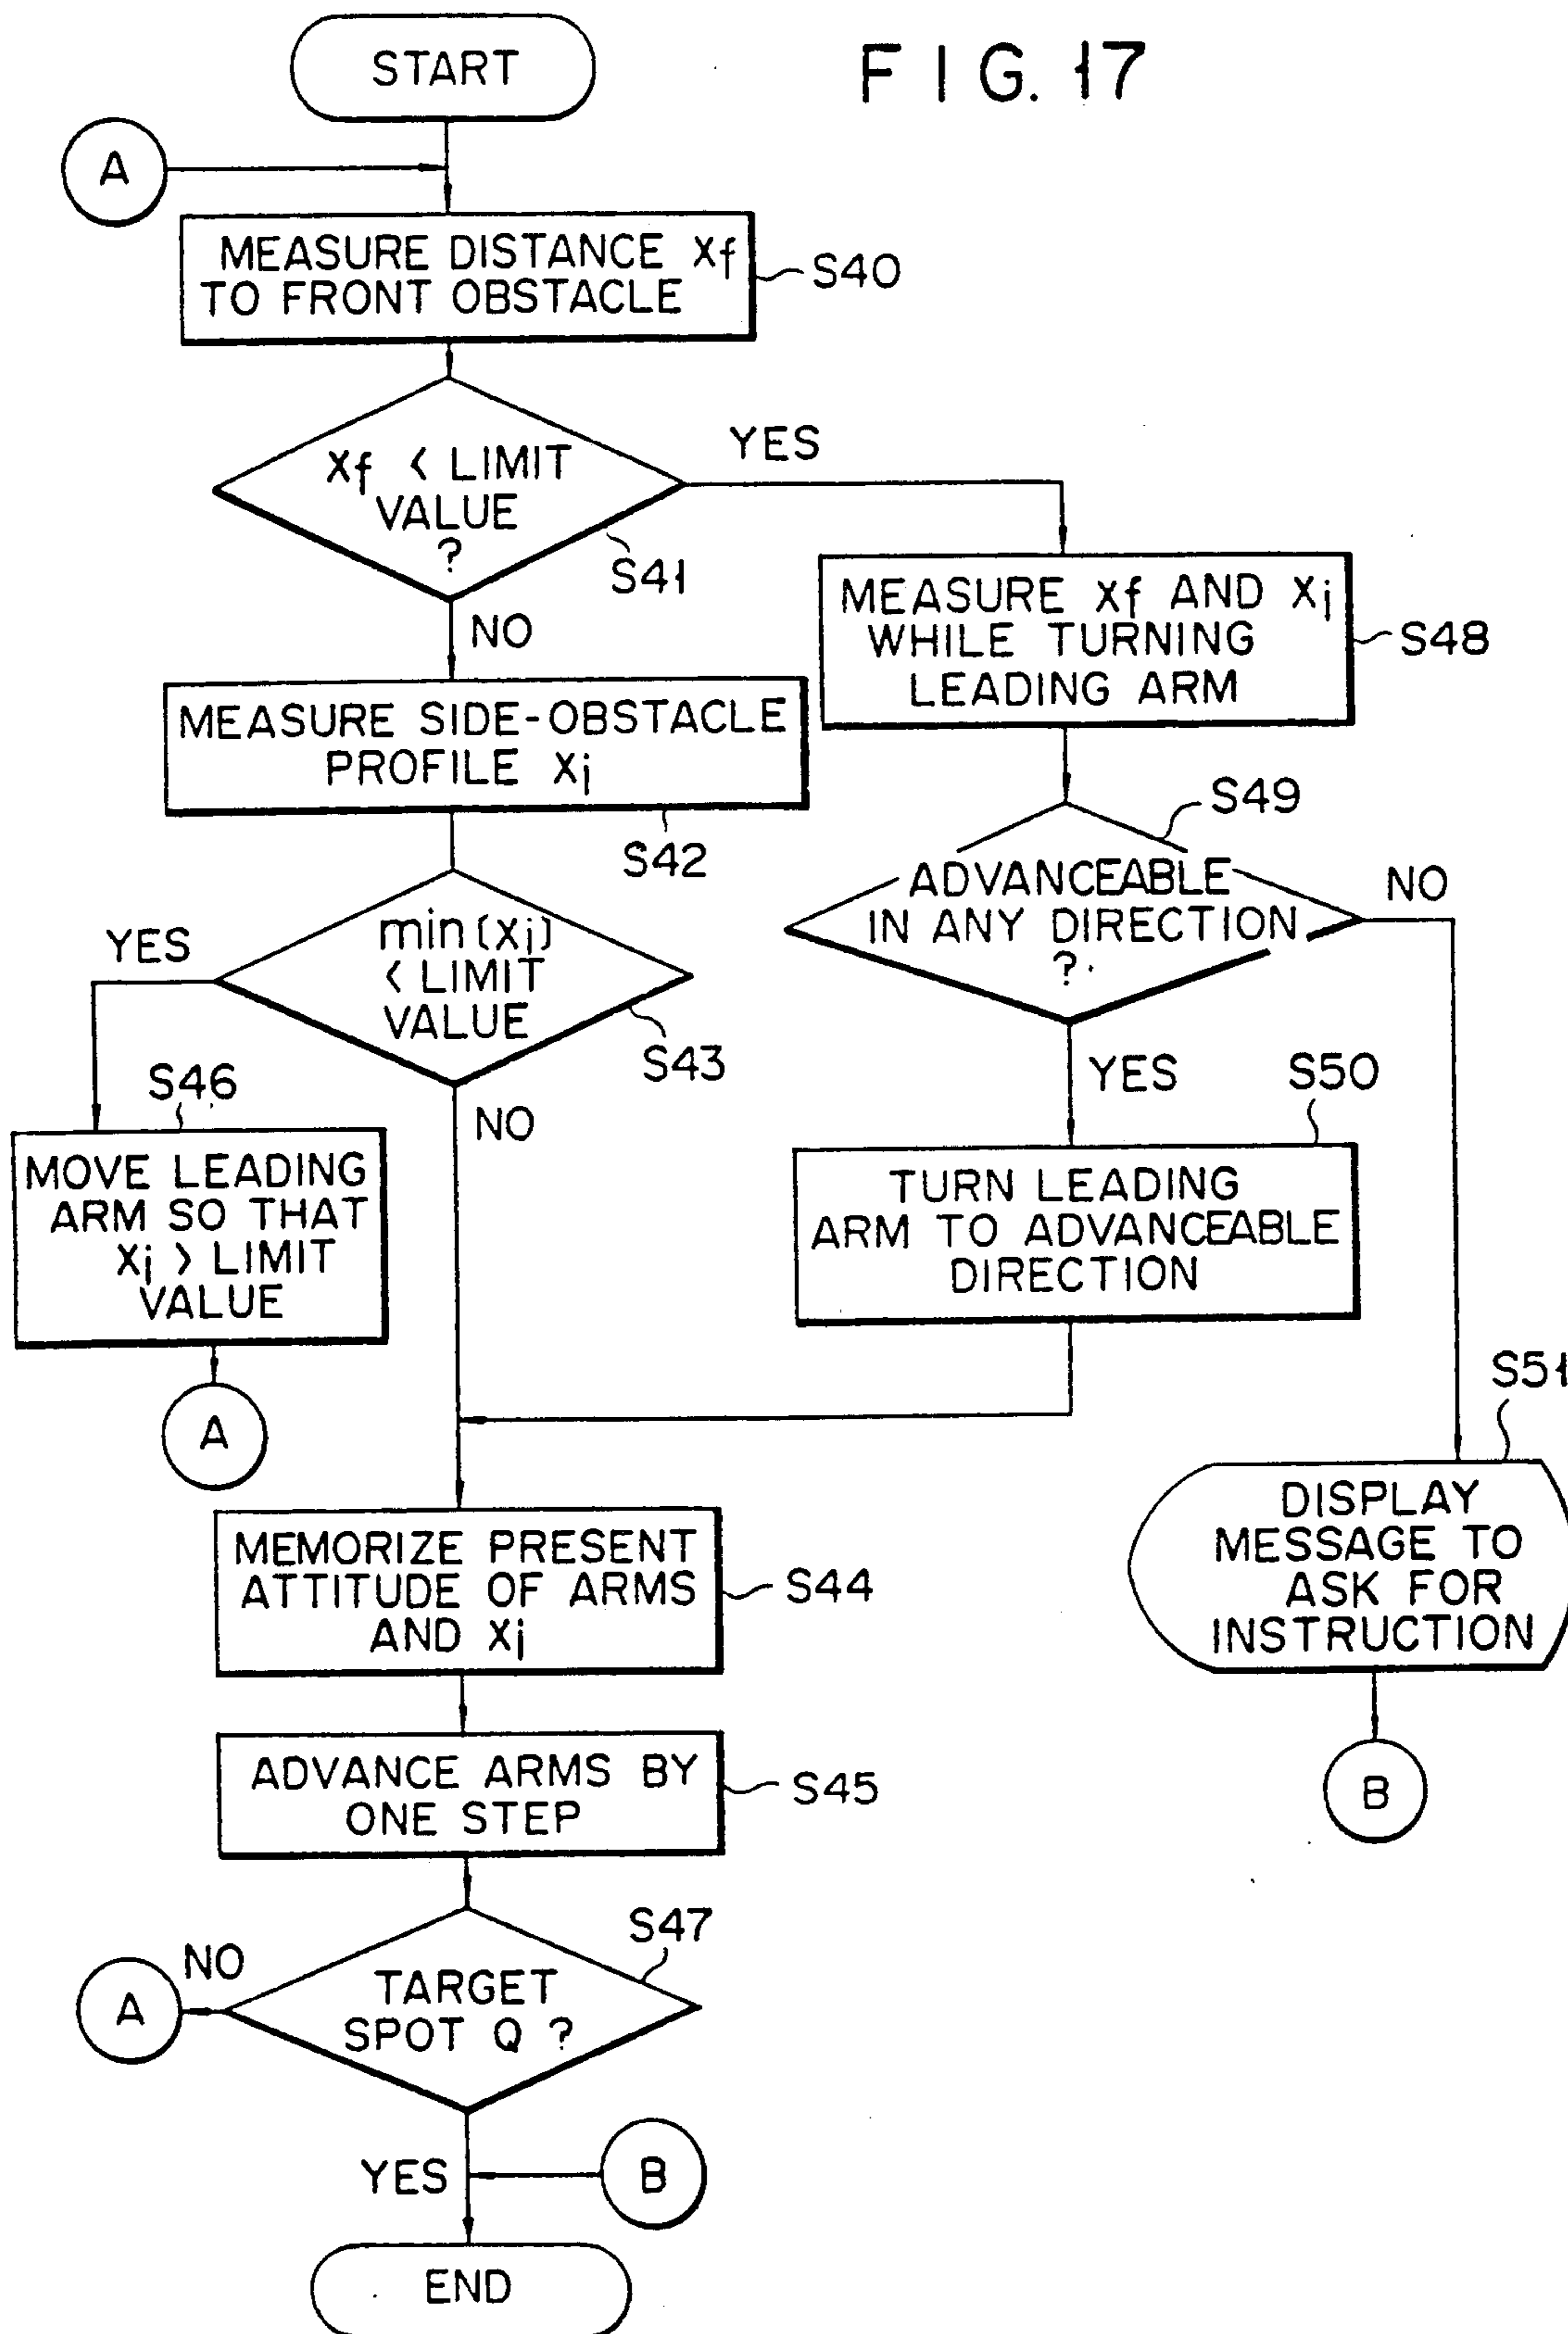 FIG. 17
START
A
MEASURE DISTANCE Xf
TO FRONT OBSTACLE
S40
Xf < LIMIT
VALUE
?
S41
YES
NO
MEASURE Xf AND Xi
WHILE TURNING
LEADING ARM
S48
MEASURE SIDE-OBSTACLE
PROFILE Xi
S42
S49
ADVANCEABLE
IN ANY DIRECTION
?
NO
YES
min(Xi)
< LIMIT
VALUE
S43
YES
NO
S46
MOVE LEADING
ARM SO THAT
Xi > LIMIT
VALUE
A
S50
TURN LEADING
ARM TO ADVANCEABLE
DIRECTION
S51
DISPLAY
MESSAGE TO
ASK FOR
INSTRUCTION
B
MEMORIZE PRESENT
ATTITUDE OF ARMS
AND Xi
S44
ADVANCE ARMS BY
ONE STEP
S45
S47
TARGET
SPOT Q ?
NO
A
YES
B
END